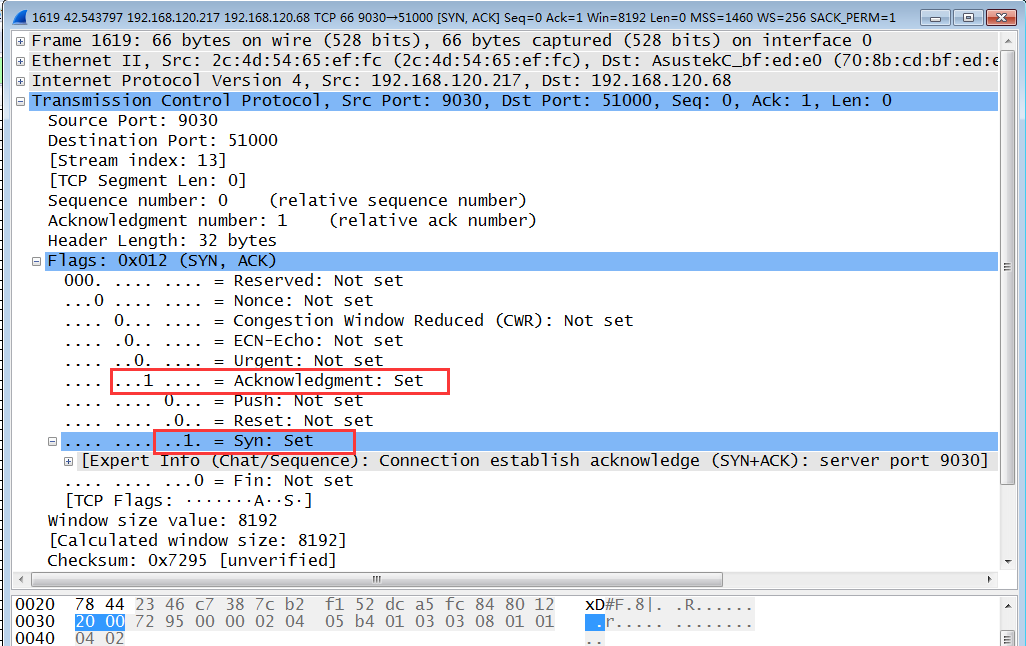 1619 42.543797 192.168.120.217 192.168.120.68 TCP 66 9030→51000 [SYN, ACK] Seq=0 Ack=1 Win=8192 Len=0 MSS=1460 WS=256 SACK_PERM=1
Frame 1619: 66 bytes on wire (528 bits), 66 bytes captured (528 bits) on interface 0
Ethernet II, Src: 2c:4d:54:65:ef:fc (2c:4d:54:65:ef:fc), Dst: AsustekC_bf:ed:e0 (70:8b:cd:bf:ed:e
Internet Protocol Version 4, Src: 192.168.120.217, Dst: 192.168.120.68
Transmission Control Protocol, Src Port: 9030, Dst Port: 51000, Seq: 0, Ack: 1, Len: 0
Source Port: 9030
Destination Port: 51000
[Stream index: 13]
[TCP Segment Len: 0]
Sequence number: 0    (relative sequence number)
Acknowledgment number: 1    (relative ack number)
Header Length: 32 bytes
Flags: 0x012 (SYN, ACK)
000. .... .... = Reserved: Not set
...0 .... .... = Nonce: Not set
.... 0... .... = Congestion Window Reduced (CWR): Not set
.... .0.. .... = ECN-Echo: Not set
.... ..0. .... = Urgent: Not set
.... ...1 .... = Acknowledgment: Set
.... .... 0... = Push: Not set
.... .... .0.. = Reset: Not set
.... .... ..1. = Syn: Set
[Expert Info (Chat/Sequence): Connection establish acknowledge (SYN+ACK): server port 9030]
.... .... ...0 = Fin: Not set
[TCP Flags: ·······A··S·]
Window size value: 8192
[Calculated window size: 8192]
Checksum: 0x7295 [unverified]
0020  78 44 23 46 c7 38 7c b2  f1 52 dc a5 fc 84 80 12  xD#F.8|. .R......
0030  20 00 72 95 00 00 02 04  05 b4 01 03 03 08 01 01   .r..... ........
0040  04 02  ..